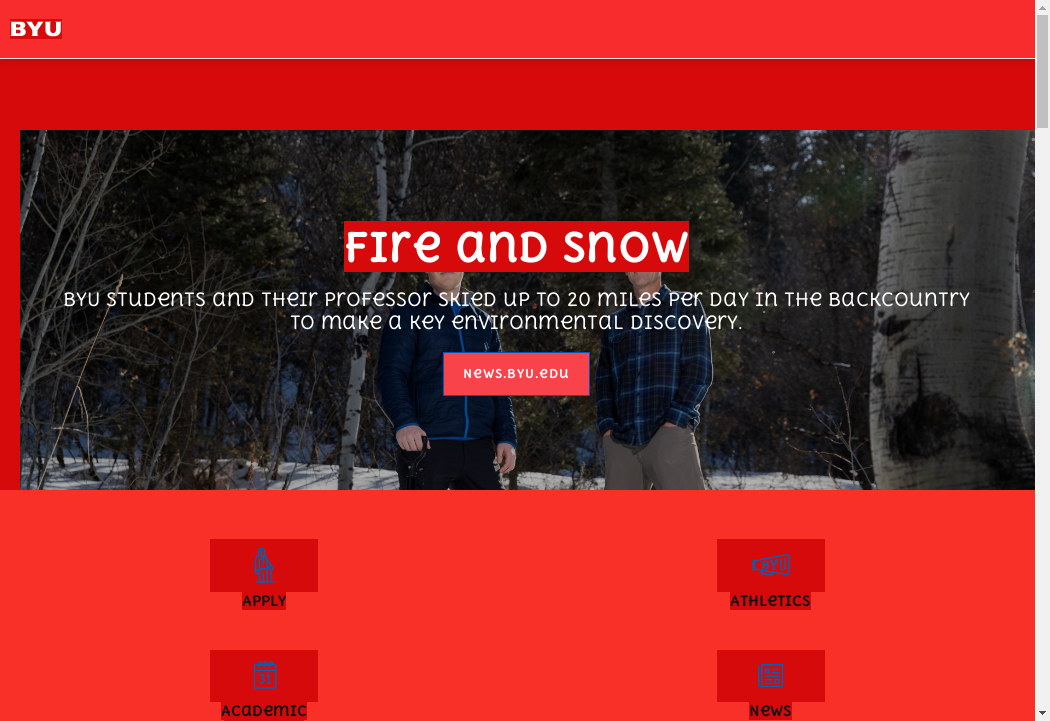 BYU
Fire and Snow
BYU students and their professor skied up to 20 miles per day in the backcountry
to make a key environmental discovery.
news.byu.edu
Apply
Athletics
Academic
News